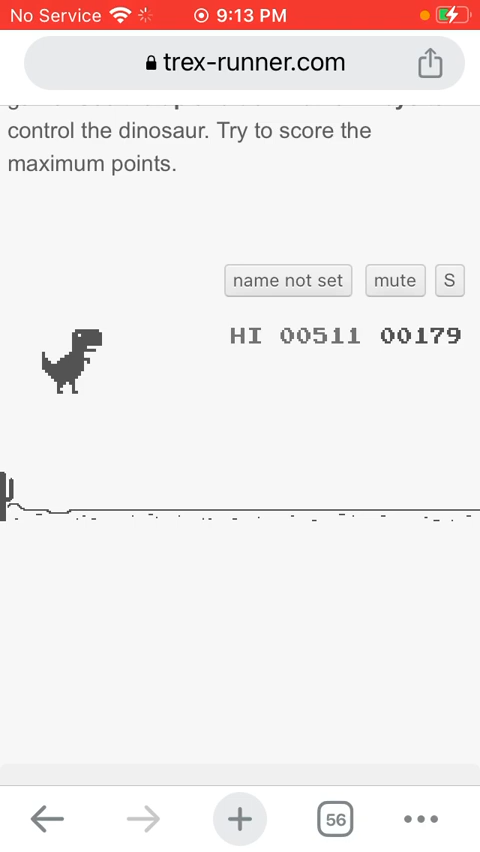 No Service 9:13 PM
trex-runner.com
control the dinosaur. Try to score the
maximum points.
name not set mute S
HI 00511 00179
56